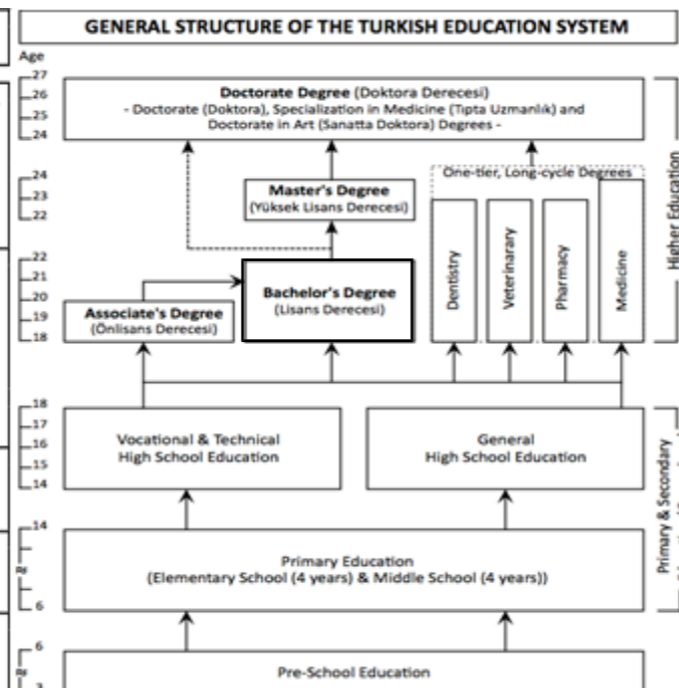 GENERAL STRUCTURE OF THE TURKISH EDUCATION SYSTEM
Age
27
26
25
24
Doctorate Degree (Doktora Derecesi)
- Doctorate (Doktora), Specialization in Medicine (Tıpta Uzmanlık) and
Doctorate in Art (Sanatta Doktora) Degrees -
24
23
22
Master's Degree
(Yüksek Lisans Derecesi)
One-tier, Long-cycle Degrees
Dentistry
Veterinarary
Pharmacy
Medicine
Higher Education
22
21
20
19
18
Bachelor's Degree
(Lisans Derecesi)
Associate's Degree
(Önlisans Derecesi)
18
17
16
15
14
Vocational & Technical
High School Education
General
High School Education
Primary & Secondary
14
6
Primary Education
(Elementary School (4 years) & Middle School (4 years))
6
Pre-School Education